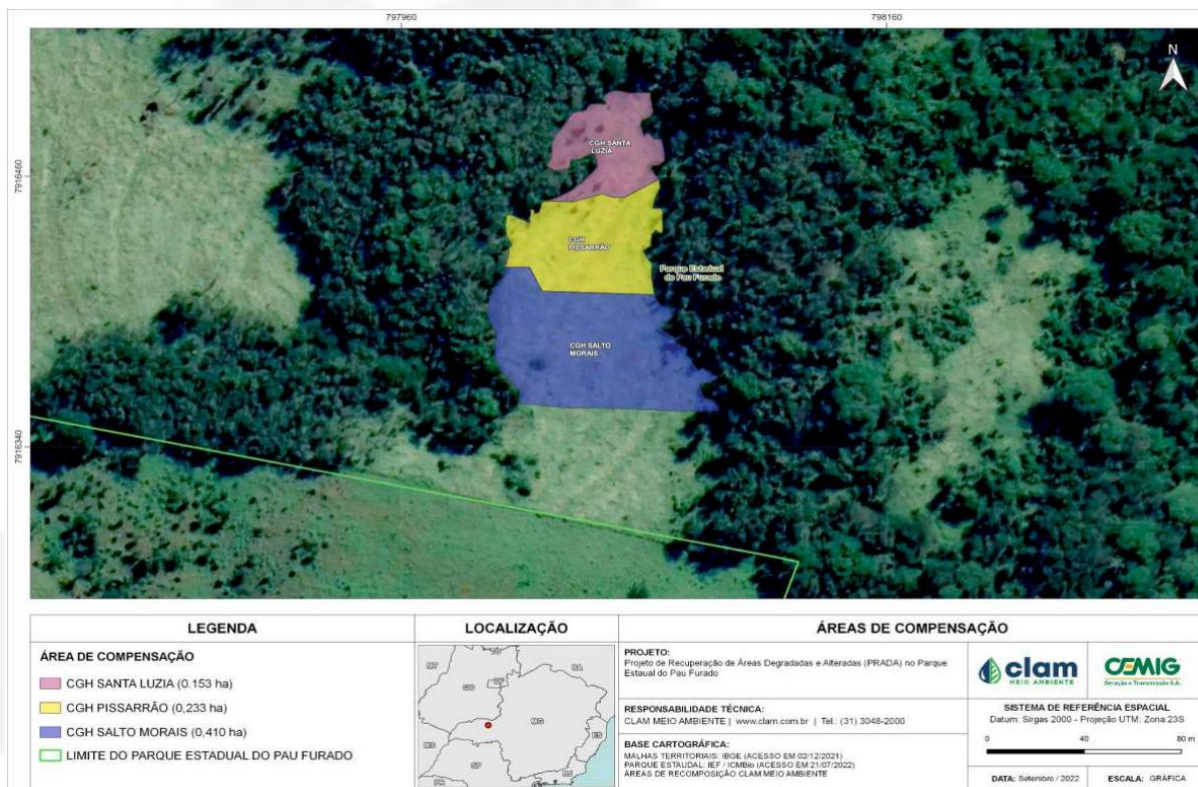 797960
798160
N
7916460
7916340
CGH SANTA
LUZIA
CGH
PISSARRÃO
Parque Estadual
do Pau Furado
CGH SALTO
MORAIS
LEGENDA
ÁREA DE COMPENSAÇÃO
CGH SANTA LUZIA (0.153 ha)
CGH PISSARRÃO (0,233 ha)
CGH SALTO MORAIS (0,410 ha)
LIMITE DO PARQUE ESTADUAL DO PAU FURADO
LOCALIZAÇÃO
MT
GO
BA
MG
ES
MS
SP
RJ
PR
ÁREAS DE COMPENSAÇÃO
PROJETO:
Projeto de Recuperação de Áreas Degradadas e Alteradas (PRADA) no Parque
Estaual do Pau Furado
RESPONSABILIDADE TÉCNICA:
CLAM MEIO AMBIENTE | www.clam.com.br | Tel.: (31) 3048-2000
BASE CARTOGRÁFICA:
MALHAS TERRITORIAIS: IBGE (ACESSO EM 02/12/2021)
PARQUE ESTAUDAL: IEF / ICMBio (ACESSO EM 21/07/2022)
ÁREAS DE RECOMPOSIÇÃO CLAM MEIO AMBIENTE
clam
MEIO AMBIENTE
CEMIG
Geração e Transmissão S.A.
SISTEMA DE REFERÊNCIA ESPACIAL
Datum: Sirgas 2000 - Projeção UTM: Zona 23S
0 40 80 m
DATA: Setembro / 2022
ESCALA: GRÁFICA